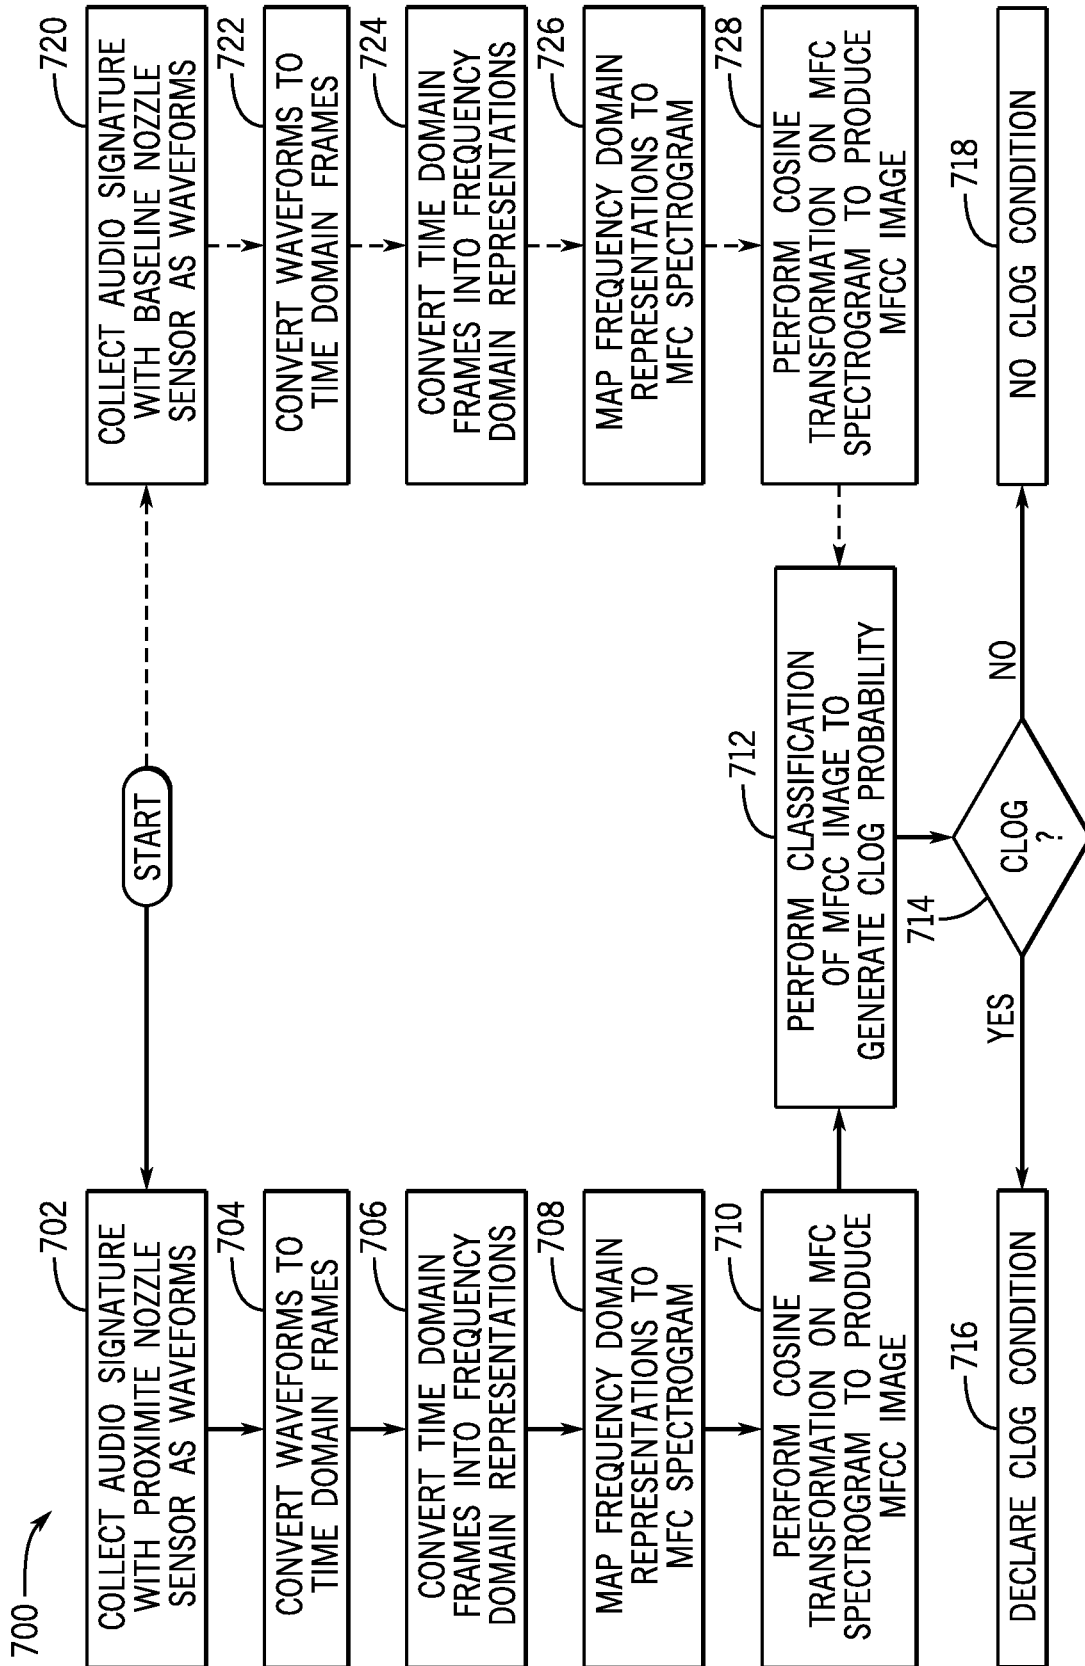 700
START
702
COLLECT AUDIO SIGNATURE
WITH PROXIMITE NOZZLE
SENSOR AS WAVEFORMS
704
CONVERT WAVEFORMS TO
TIME DOMAIN FRAMES
706
CONVERT TIME DOMAIN
FRAMES INTO FREQUENCY
DOMAIN REPRESENTATIONS
708
MAP FREQUENCY DOMAIN
REPRESENTATIONS TO
MFC SPECTROGRAM
710
PERFORM COSINE
TRANSFORMATION ON MFC
SPECTROGRAM TO PRODUCE
MFCC IMAGE
720
COLLECT AUDIO SIGNATURE
WITH BASELINE NOZZLE
SENSOR AS WAVEFORMS
722
CONVERT WAVEFORMS TO
TIME DOMAIN FRAMES
724
CONVERT TIME DOMAIN
FRAMES INTO FREQUENCY
DOMAIN REPRESENTATIONS
726
MAP FREQUENCY DOMAIN
REPRESENTATIONS TO
MFC SPECTROGRAM
728
PERFORM COSINE
TRANSFORMATION ON MFC
SPECTROGRAM TO PRODUCE
MFCC IMAGE
712
PERFORM CLASSIFICATION
OF MFCC IMAGE TO
GENERATE CLOG PROBABILITY
714
CLOG
?
YES
NO
716
DECLARE CLOG CONDITION
718
NO CLOG CONDITION